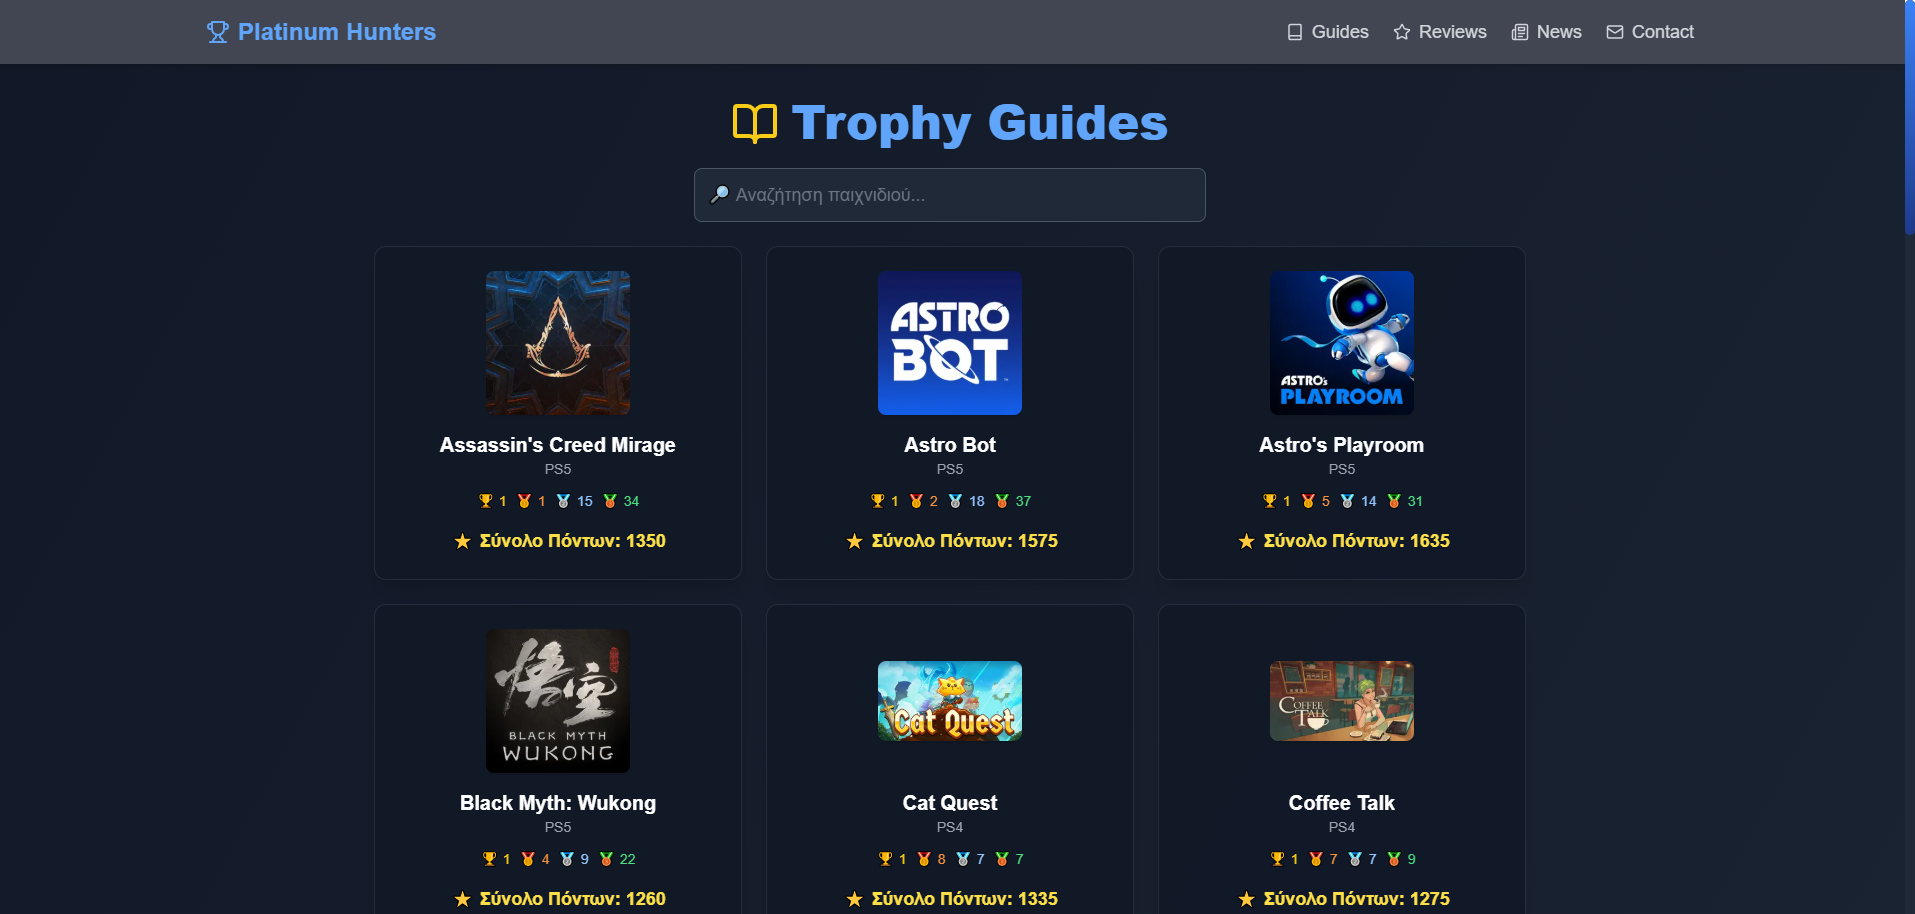 Platinum Hunters
Guides Reviews News Contact
Trophy Guides
🔎 Αναζήτηση παιχνιδιού...
ASTRO BOT
ASTRO's PLAYROOM
Assassin's Creed Mirage
PS5
🏆 1 🥇 1 🥈 15 🥉 34
⭐ Σύνολο Πόντων: 1350
Astro Bot
PS5
🏆 1 🥇 2 🥈 18 🥉 37
⭐ Σύνολο Πόντων: 1575
Astro's Playroom
PS5
🏆 1 🥇 5 🥈 14 🥉 31
⭐ Σύνολο Πόντων: 1635
悟空
BLACK MYTH
WUKONG
Cat Quest
COFFEE
TALK
Black Myth: Wukong
PS5
🏆 1 🥇 4 🥈 9 🥉 22
⭐ Σύνολο Πόντων: 1260
Cat Quest
PS4
🏆 1 🥇 8 🥈 7 🥉 7
⭐ Σύνολο Πόντων: 1335
Coffee Talk
PS4
🏆 1 🥇 7 🥈 7 🥉 9
⭐ Σύνολο Πόντων: 1275